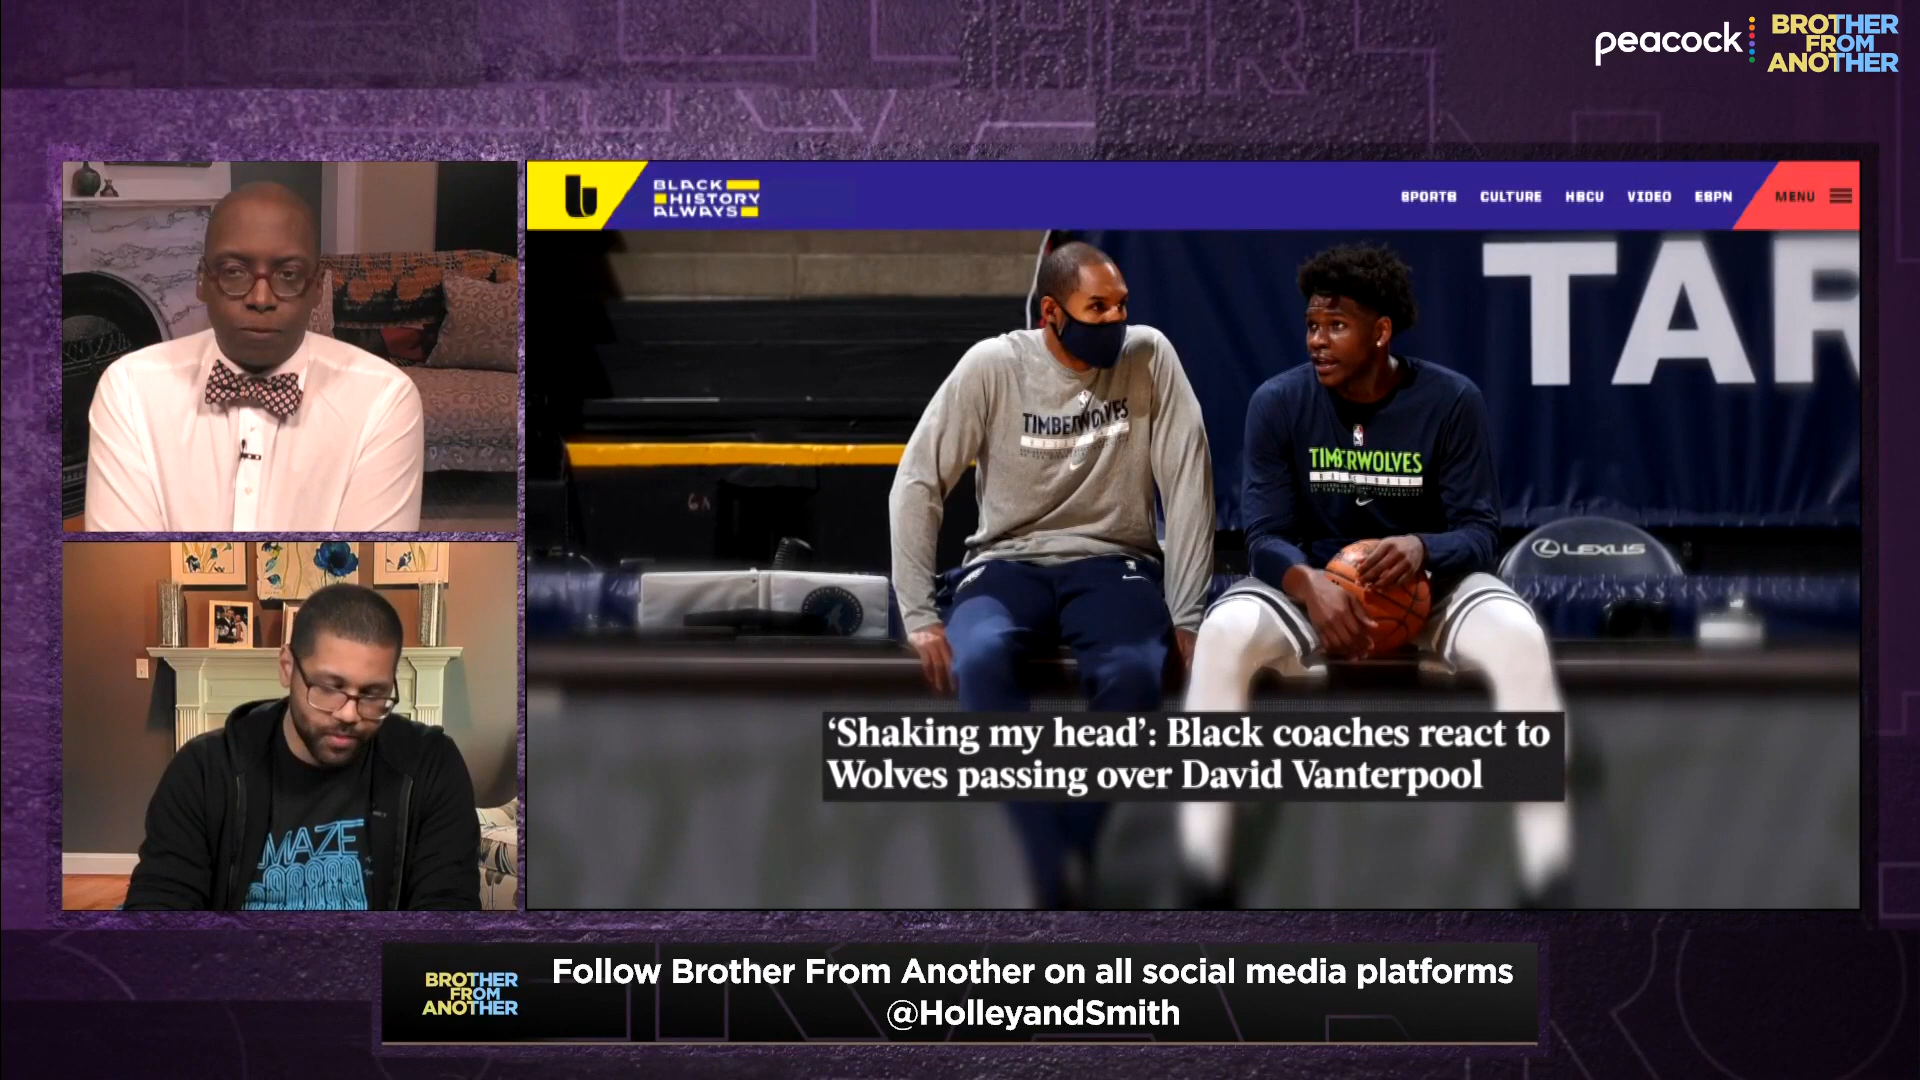 peacock
BROTHER
FROM
ANOTHER
BLACK
HISTORY
ALWAYS
SPORTS CULTURE HBCU VIDEO ESPN MENU
TAR
TIMBERWOLVES
TIMBERWOLVES
6A
LEXUS
‘Shaking my head’: Black coaches react to
Wolves passing over David Vanterpool
MAZE
BROTHER
FROM
ANOTHER
Follow Brother From Another on all social media platforms
@HolleyandSmith